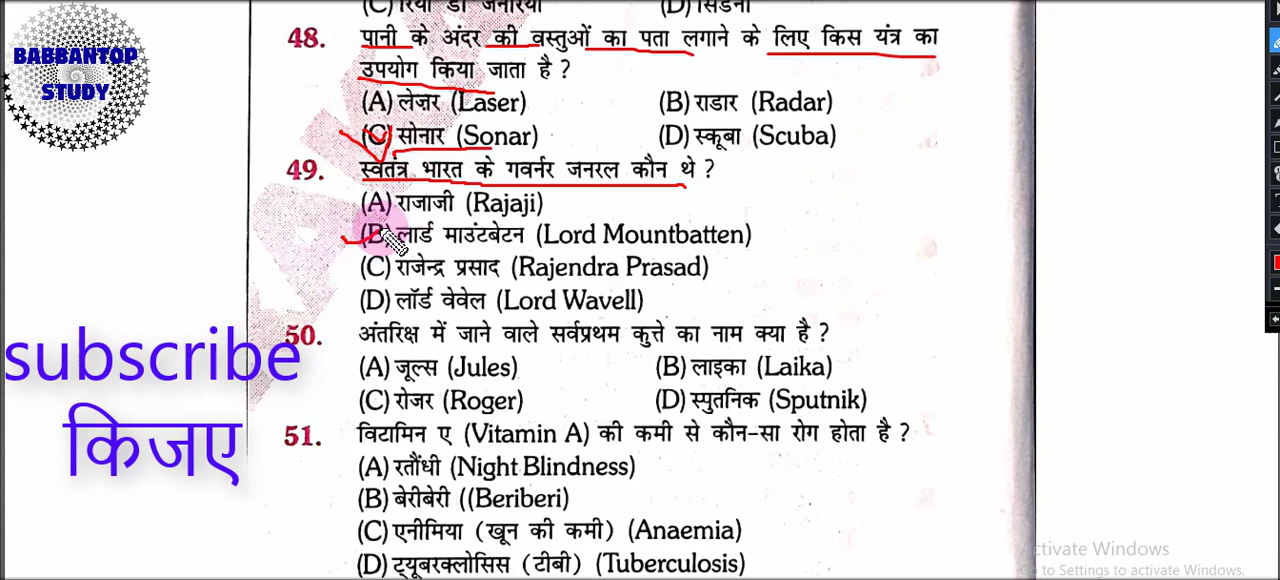 (C) रियो डी जेनेरियो (D) सिडनी
BABBANTOP
STUDY
48. पानी के अंदर की वस्तुओं का पता लगाने के लिए किस यंत्र का
उपयोग किया जाता है ?
(A) लेज़र (Laser) (B) राडार (Radar)
(C) सोनार (Sonar) (D) स्कूबा (Scuba)
49. स्वतंत्र भारत के गवर्नर जनरल कौन थे ?
(A) राजाजी (Rajaji)
(B) लार्ड माउंटबेटन (Lord Mountbatten)
(C) राजेन्द्र प्रसाद (Rajendra Prasad)
(D) लॉर्ड वेवेल (Lord Wavell)
50. अंतरिक्ष में जाने वाले सर्वप्रथम कुत्ते का नाम क्या है ?
(A) जूल्स (Jules) (B) लाइका (Laika)
(C) रोजर (Roger) (D) स्पुतनिक (Sputnik)
subscribe
किजए
51. विटामिन ए (Vitamin A) की कमी से कौन-सा रोग होता है ?
(A) रतौंधी (Night Blindness)
(B) बेरीबेरी ((Beriberi)
(C) एनीमिया (खून की कमी) (Anaemia)
(D) ट्यूबरक्लोसिस (टीबी) (Tuberculosis)
Activate Windows
Go to Settings to activate Windows.